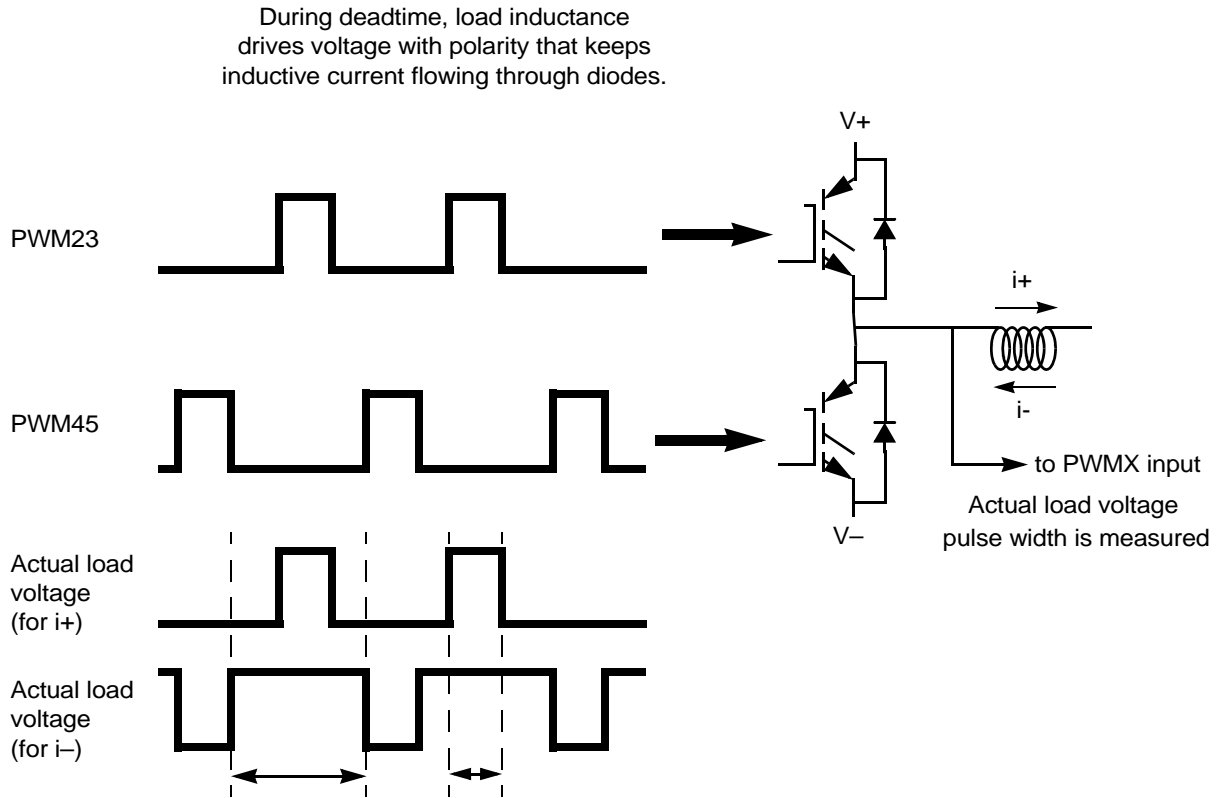 During deadtime, load inductance
drives voltage with polarity that keeps
inductive current flowing through diodes.
V+
PWM23
i+
PWM45
i-
to PWMX input
V–
Actual load voltage
pulse width is measured
Actual load
voltage
(for i+)
Actual load
voltage
(for i–)